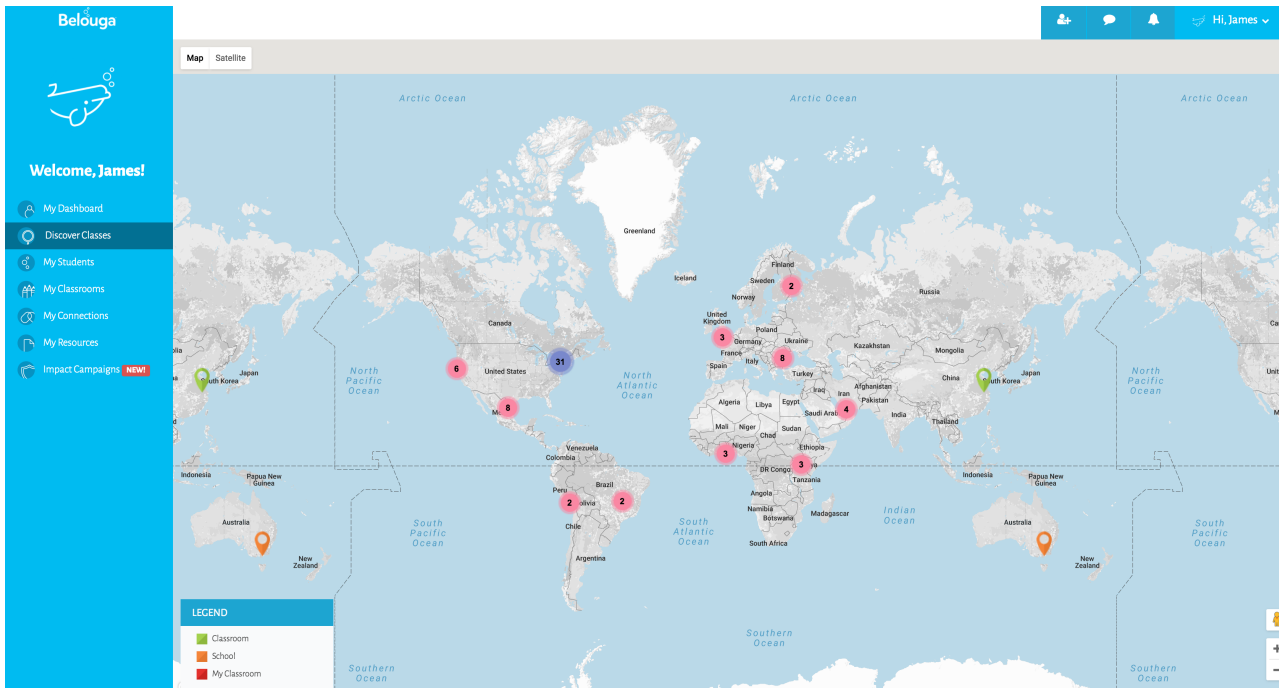 Belouga
Hi, James
Welcome, James!
My Dashboard
Discover Classes
My Students
My Classrooms
My Connections
My Resources
Impact Campaigns NEW!
Map Satellite
Arctic Ocean
Arctic Ocean
Arctic Ocean
Greenland
Iceland
Finland
Sweden
Norway
2
Russia
United
Kingdom
3
Poland
Germany
Ukraine
France
Italy
8
Spain
Turkey
Kazakhstan
Mongolia
Canada
31
6
United States
8
North
Pacific
Ocean
North
Atlantic
Ocean
North
Pacific
Ocean
South Korea
Japan
China
South Korea
Japan
Iraq
Iran
Afghanistan
Pakistan
Algeria
Libya
Egypt
Saudi Arab
4
India
Thailand
Mali
Niger
Chad
Sudan
3
Nigeria
Ethiopia
DR Congo
3
Tanzania
Venezuela
Colombia
Peru
Brazil
2
2
Chile
Argentina
Angola
Namibia
Botswana
Madagascar
South Africa
Indonesia
Papua New
Guinea
Indonesia
Papua New
Guinea
Australia
New
Zealand
Australia
New
Zealand
South
Pacific
Ocean
South
Atlantic
Ocean
Indian
Ocean
South
Pacific
Ocean
Southern
Ocean
Southern
Ocean
Southern
Ocean
LEGEND
Classroom
School
My Classroom